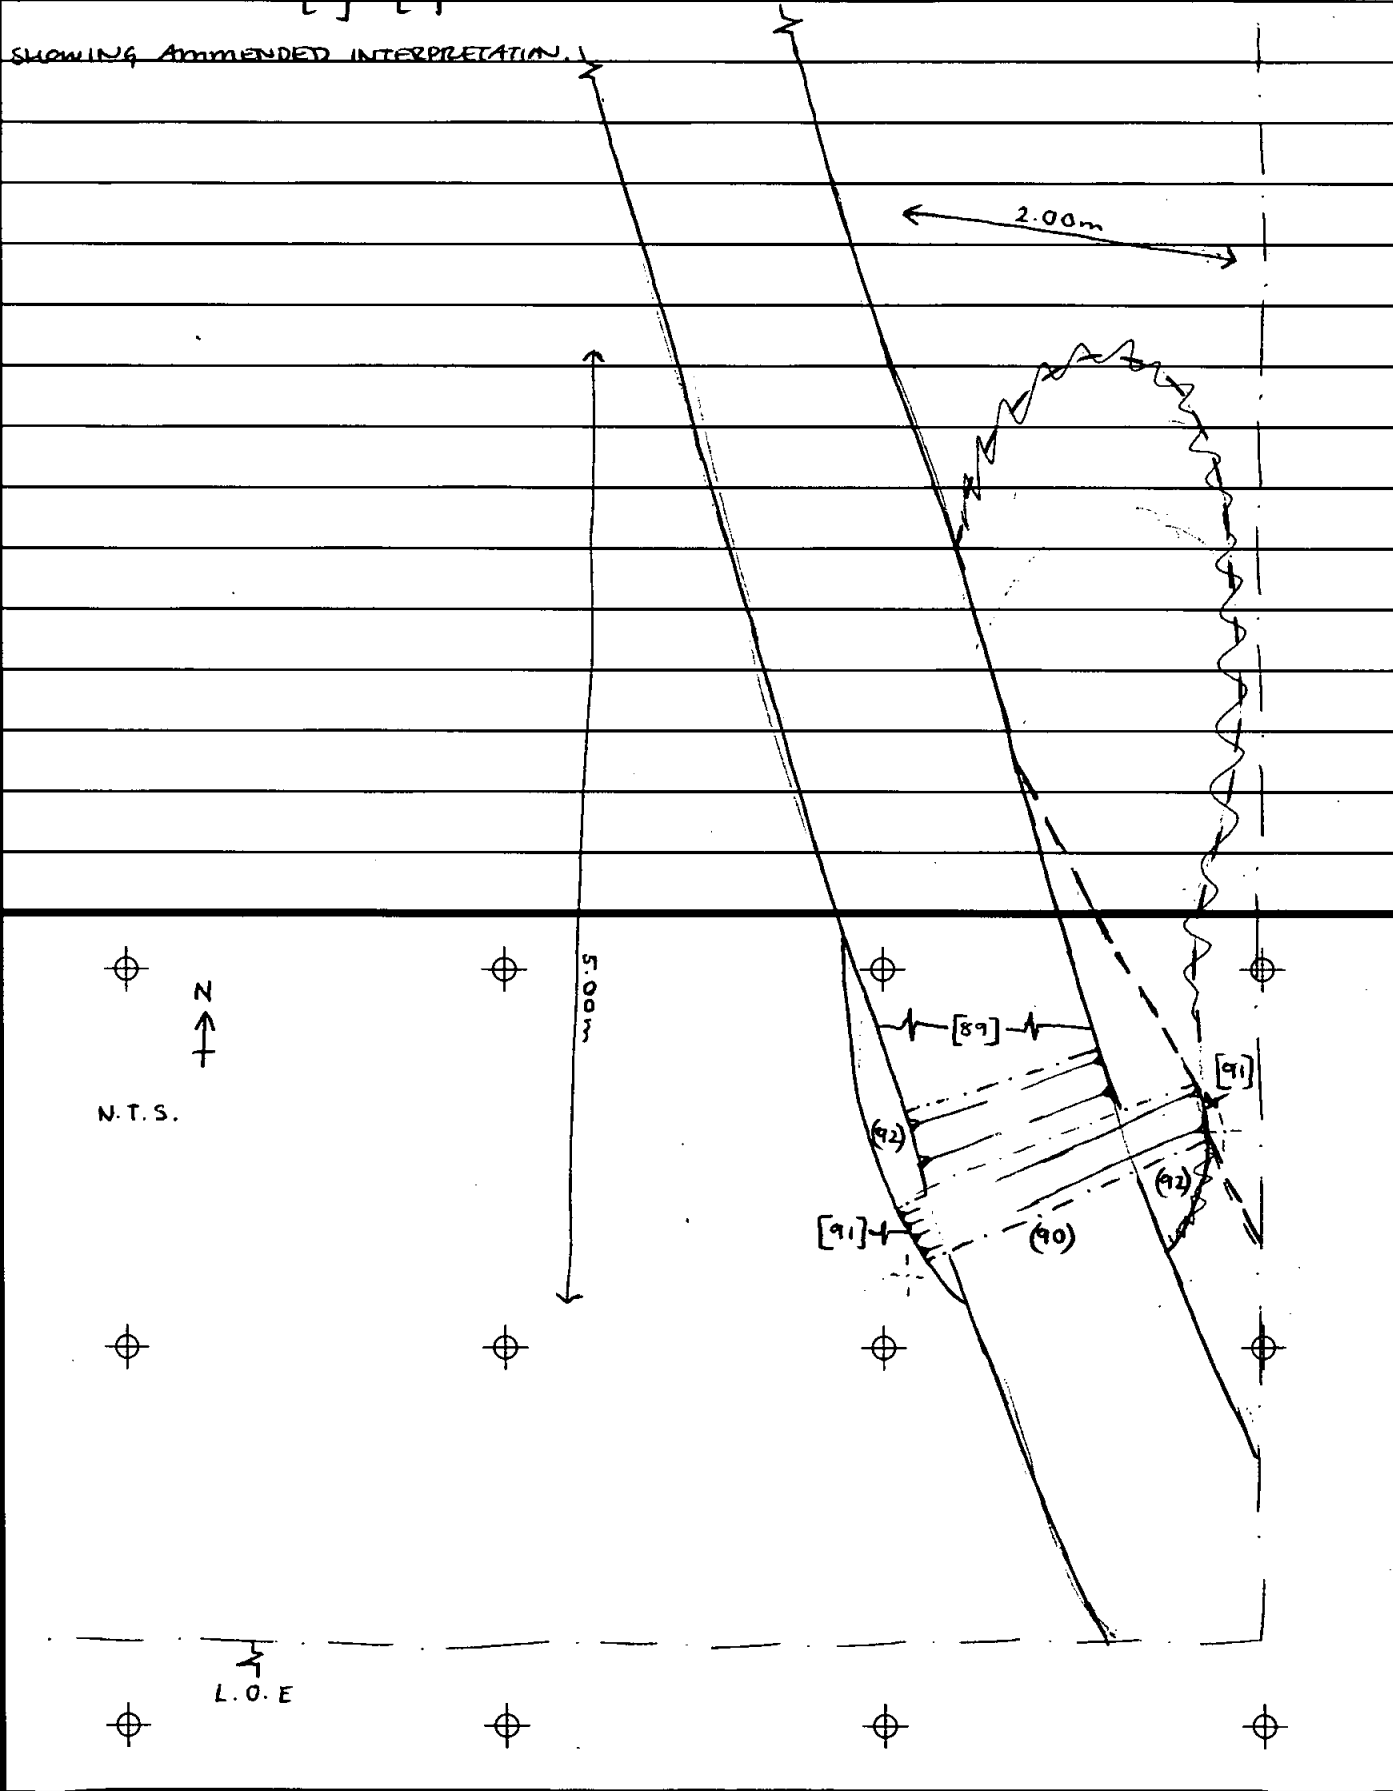 SHOWING AMMENDED INTERPRETATION.
2.00m
5.00m
N
[89]
[91]
N.T.S.
(92)
(92)
[91]
(90)
L.O.E